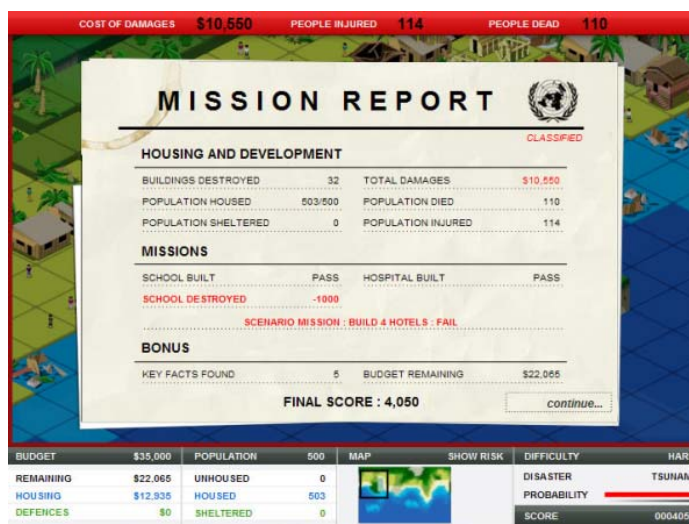 COST OF DAMAGES $10,550 PEOPLE INJURED 114 PEOPLE DEAD 110
MISSION REPORT
CLASSIFIED
HOUSING AND DEVELOPMENT
BUILDINGS DESTROYED 32 TOTAL DAMAGES $10,550
POPULATION HOUSED 503/500 POPULATION DIED 110
POPULATION SHELTERED 0 POPULATION INJURED 114
MISSIONS
SCHOOL BUILT PASS HOSPITAL BUILT PASS
SCHOOL DESTROYED -1000
SCENARIO MISSION : BUILD 4 HOTELS : FAIL
BONUS
KEY FACTS FOUND 5 BUDGET REMAINING $22,065
FINAL SCORE : 4,050 continue...
BUDGET $35,000 POPULATION 500 MAP SHOW RISK DIFFICULTY HAR
REMAINING $22,065 UNHOUSED 0 DISASTER TSUNAM
HOUSING $12,935 HOUSED 503 PROBABILITY
DEFENCES $0 SHELTERED 0 SCORE 000405